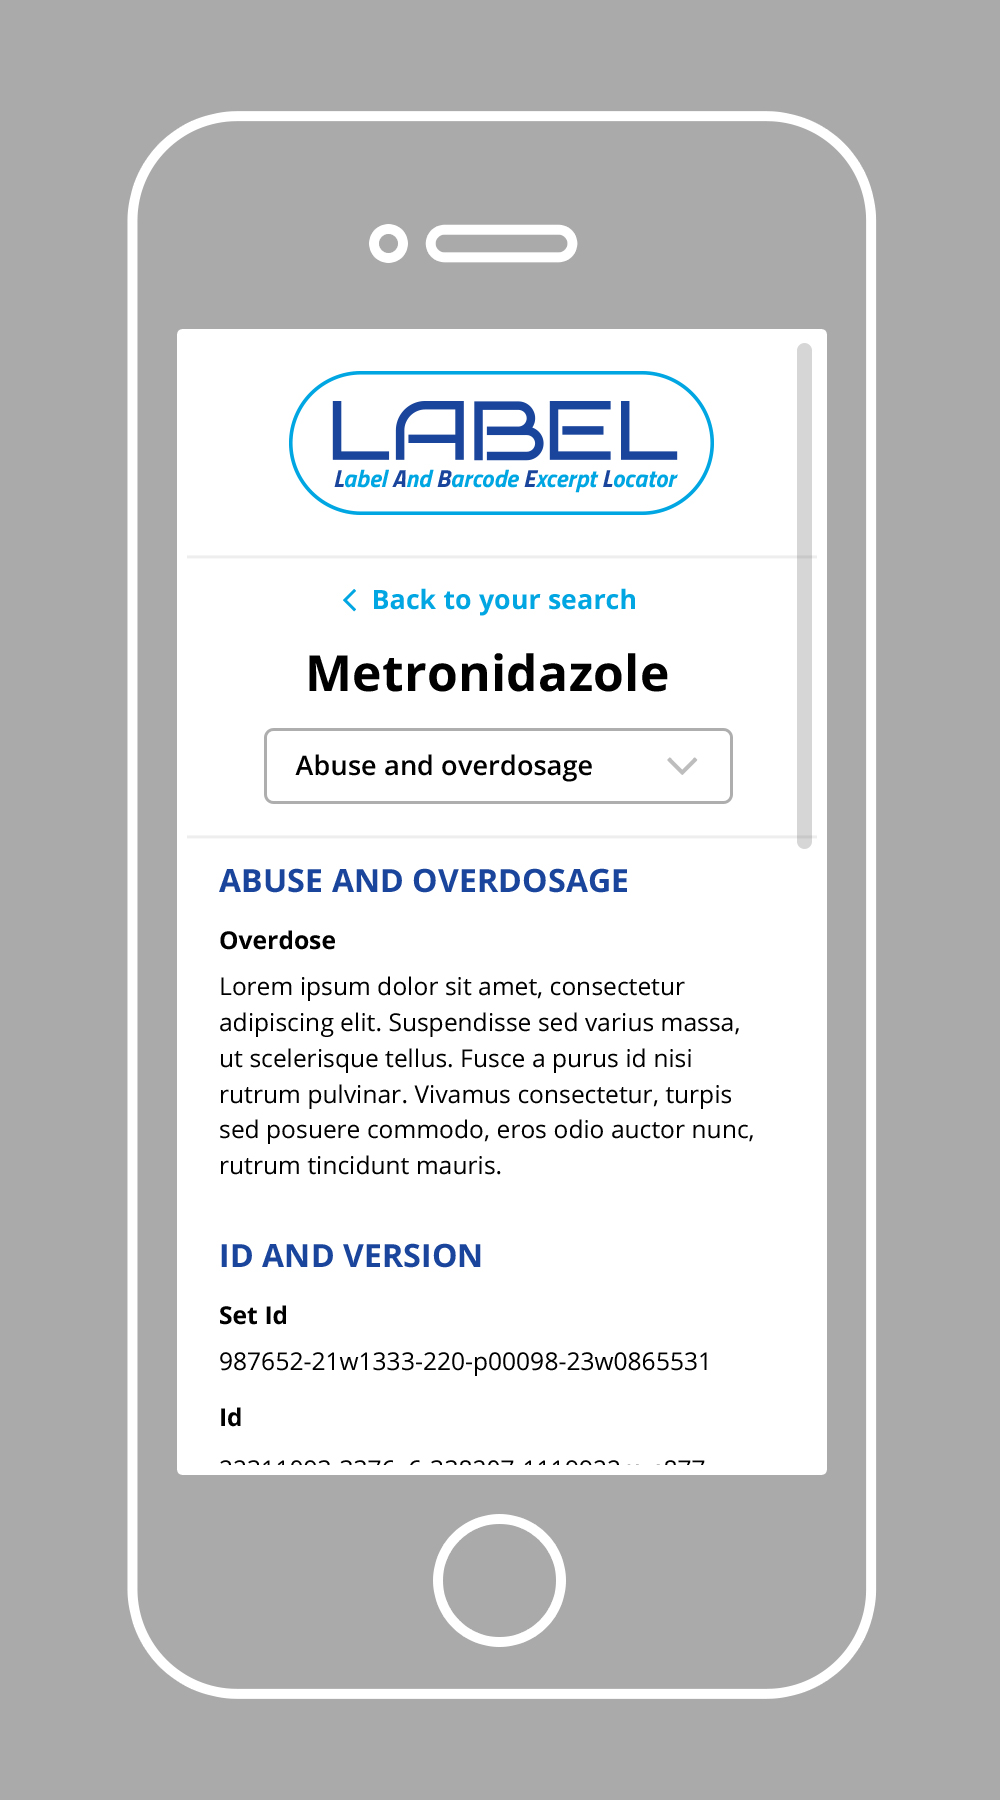 LABEL
Label And Barcode Excerpt Locator
Back to your search
Metronidazole
Abuse and overdosage
ABUSE AND OVERDOSAGE
Overdose
Lorem ipsum dolor sit amet, consectetur
adipiscing elit. Suspendisse sed varius massa,
ut scelerisque tellus. Fusce a purus id nisi
rutrum pulvinar. Vivamus consectetur, turpis
sed posuere commodo, eros odio auctor nunc,
rutrum tincidunt mauris.
ID AND VERSION
Set Id
987652-21w1333-220-p00098-23w0865531
Id